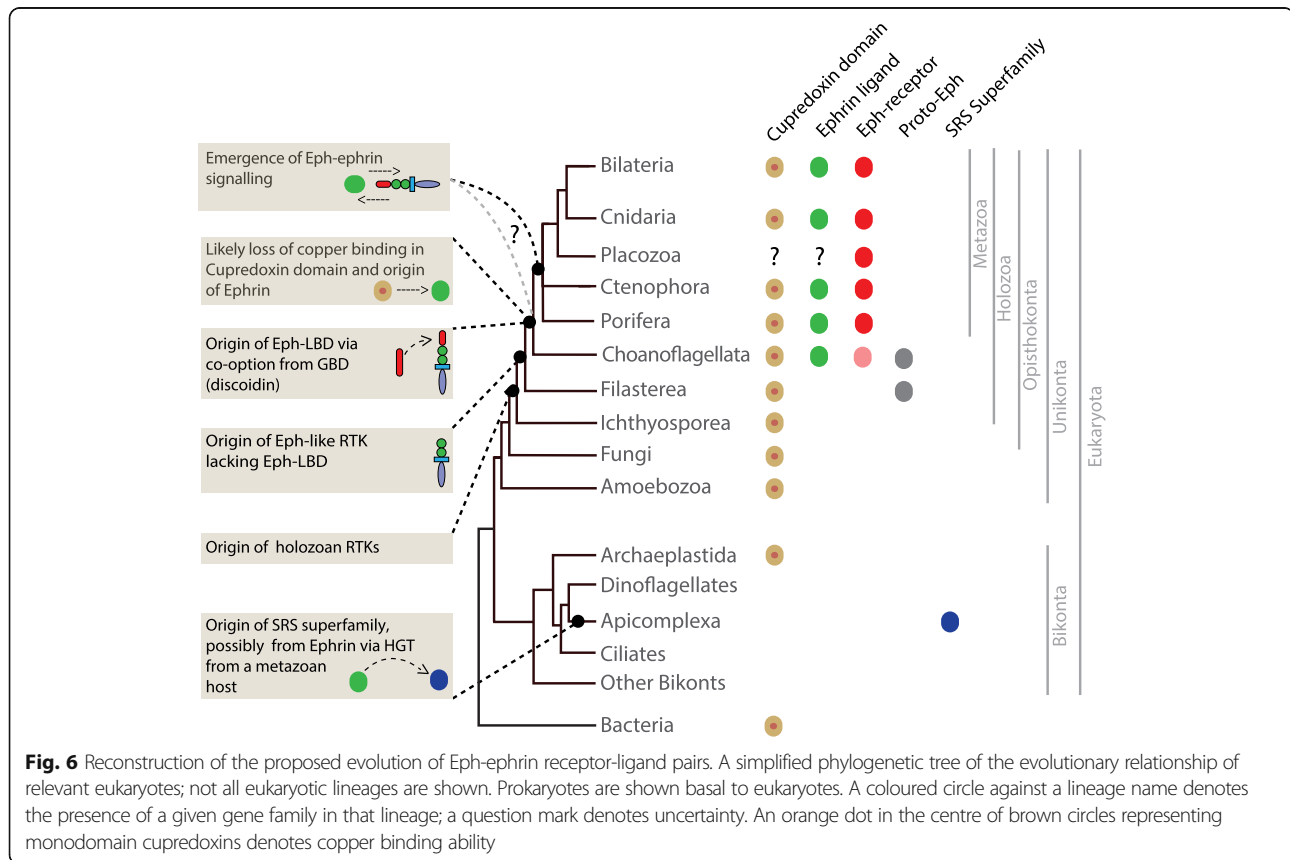 Cupredoxin domain
Ephrin ligand
Eph-receptor
Proto-Eph
SRS Superfamily
Emergence of Eph-ephrin
signalling
Likely loss of copper binding in
Cupredoxin domain and origin
of Ephrin
Origin of Eph-LBD via
co-option from GBD
(discoidin)
Origin of Eph-like RTK
lacking Eph-LBD
Origin of holozoan RTKs
Origin of SRS superfamily,
possibly from Ephrin via HGT
from a metazoan
host
?
Bilateria
Cnidaria
Placozoa ? ?
Ctenophora
Porifera
Choanoflagellata
Filasterea
Ichthyosporea
Fungi
Amoebozoa
Archaeplastida
Dinoflagellates
Apicomplexa
Ciliates
Other Bikonts
Bacteria
Metazoa
Holozoa
Opisthokonta
Unikonta
Bikonta
Eukaryota
Fig. 6 Reconstruction of the proposed evolution of Eph-ephrin receptor-ligand pairs. A simplified phylogenetic tree of the evolutionary relationship of
relevant eukaryotes; not all eukaryotic lineages are shown. Prokaryotes are shown basal to eukaryotes. A coloured circle against a lineage name denotes
the presence of a given gene family in that lineage; a question mark denotes uncertainty. An orange dot in the centre of brown circles representing
monodomain cupredoxins denotes copper binding ability